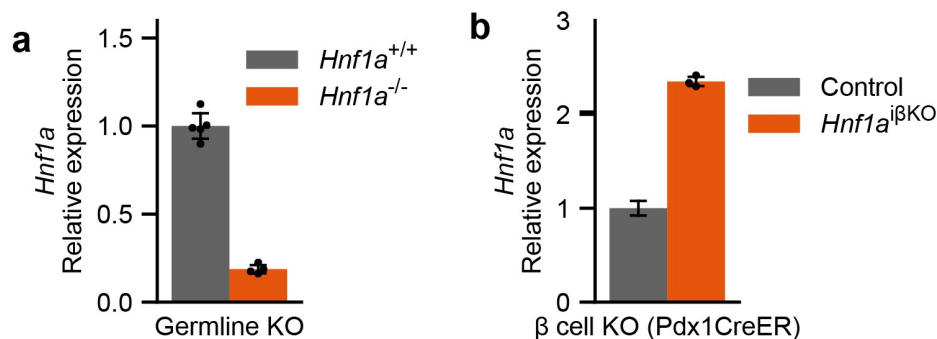 a
Hnf1a
Relative expression
1.5
1.0
0.5
0.0
Hnf1a+/+
Hnf1a-/-
Germline KO
b
Hnf1a
Relative expression
3
2
1
0
Control
Hnf1aiβKO
β cell KO (Pdx1CreER)